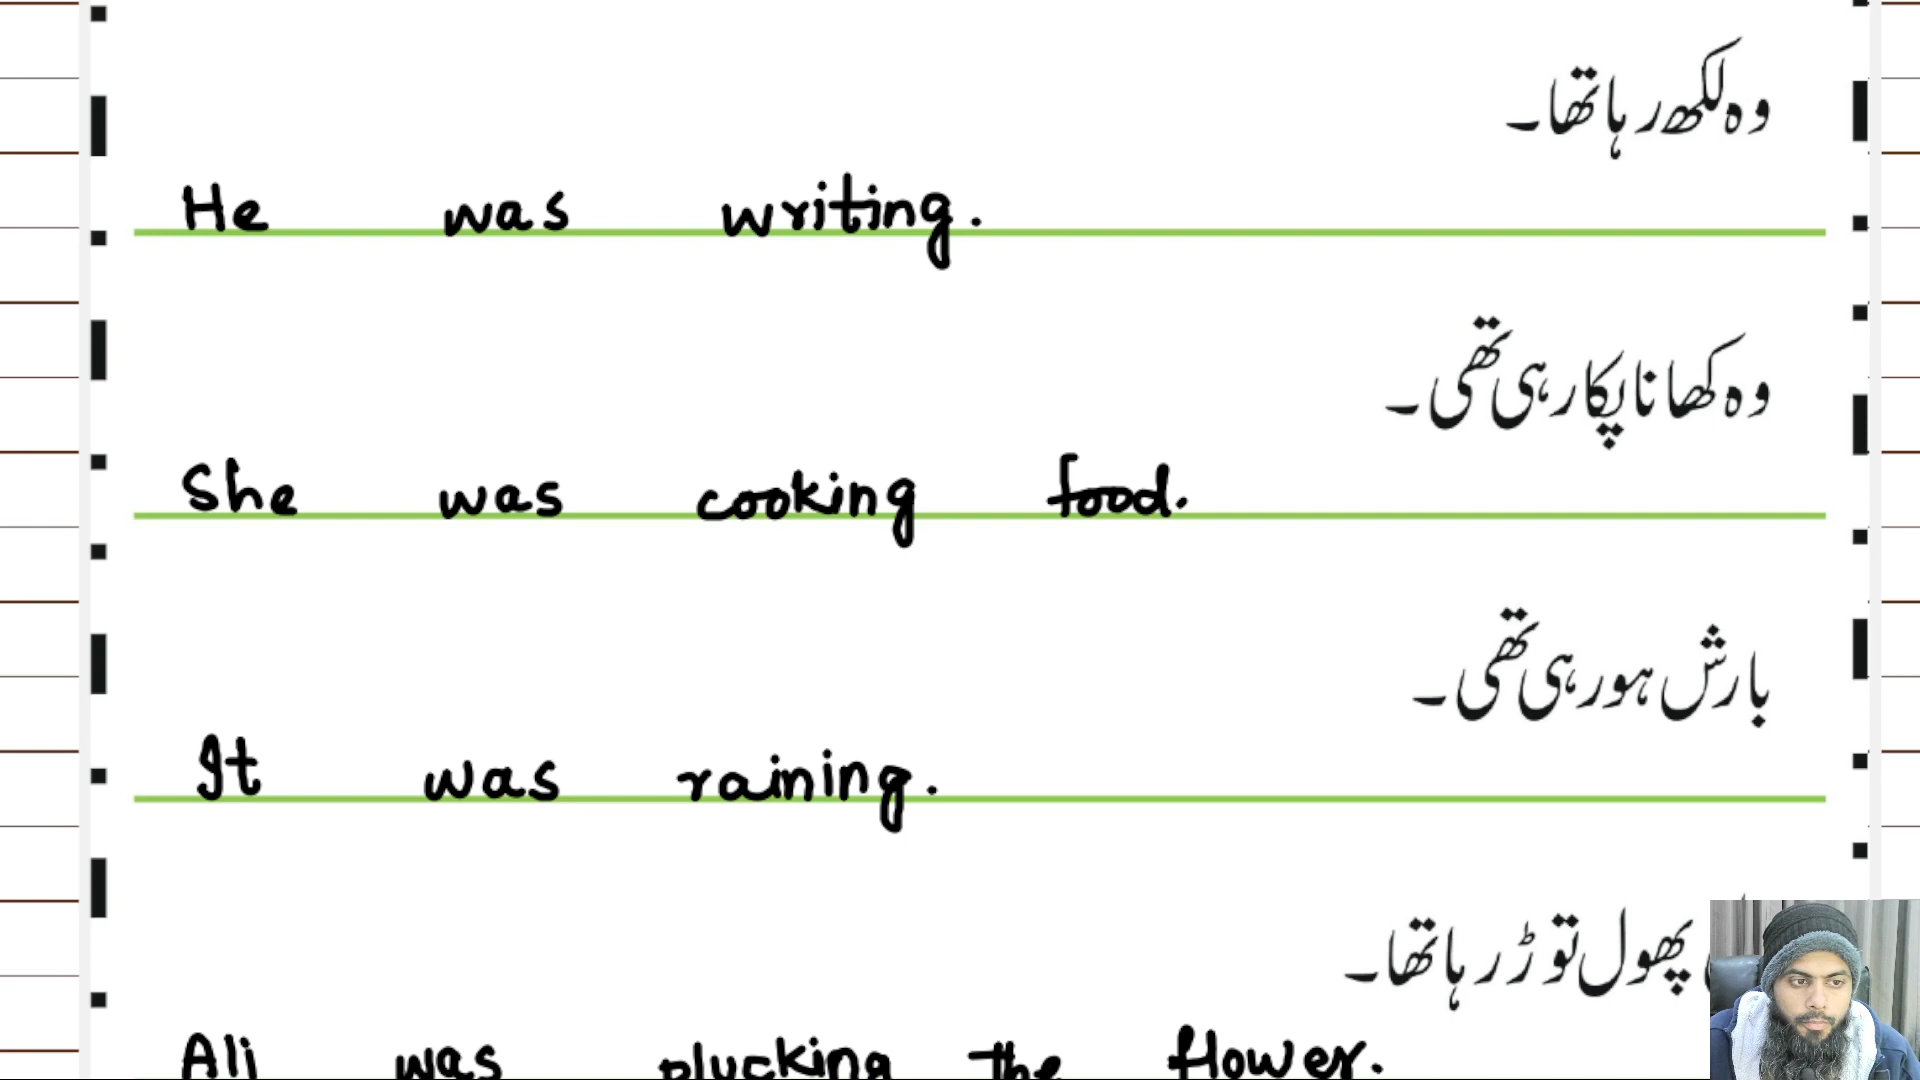 وہ لکھ رہا تھا۔
He was writing.
وہ کھانا پکا رہی تھی۔
She was cooking food.
بارش ہو رہی تھی۔
It was raining.
پھول توڑ رہا تھا۔
Ali was plucking the flower.